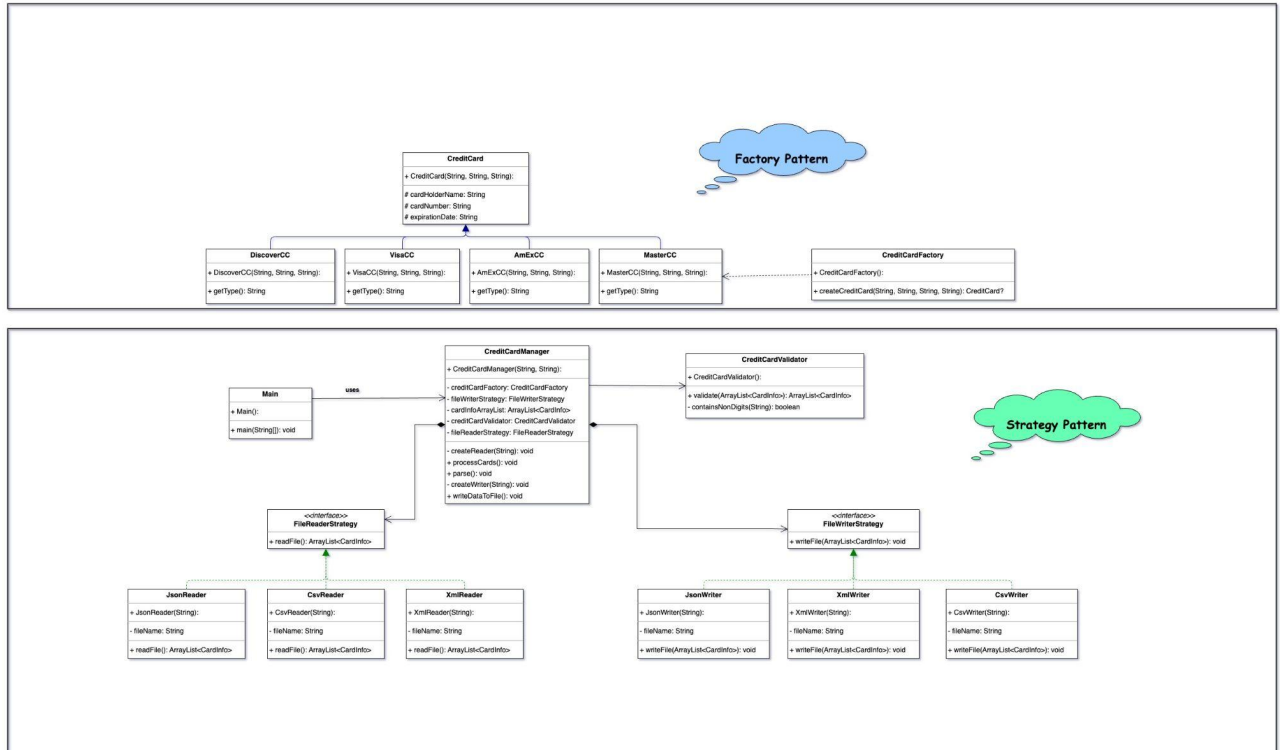 CreditCard
+ CreditCard(String, String, String):
# cardHolderName: String
# cardNumber: String
# expirationDate: String
Factory Pattern
DiscoverCC
+ DiscoverCC(String, String, String):
+ getType(): String
VisaCC
+ VisaCC(String, String, String):
+ getType(): String
AmExCC
+ AmExCC(String, String, String):
+ getType(): String
MasterCC
+ MasterCC(String, String, String):
+ getType(): String
CreditCardFactory
+ CreditCardFactory():
+ createCreditCard(String, String, String, String): CreditCard?
CreditCardManager
+ CreditCardManager(String, String):
- creditCardFactory: CreditCardFactory
- fileWriterStrategy: FileWriterStrategy
- cardInfoArrayList: ArrayList<CardInfo>
- creditCardValidator: CreditCardValidator
- fileReaderStrategy: FileReaderStrategy
- createReader(String): void
+ processCards(): void
+ parse(): void
- createWriter(String): void
+ writeDataToFile(): void
CreditCardValidator
+ CreditCardValidator():
+ validate(ArrayList<CardInfo>): ArrayList<CardInfo>
- containsNonDigits(String): boolean
Main
+ Main():
+ main(String[]): void
uses
Strategy Pattern
<<interface>>
FileReaderStrategy
+ readFile(): ArrayList<CardInfo>
<<interface>>
FileWriterStrategy
+ writeFile(ArrayList<CardInfo>): void
JsonReader
+ JsonReader(String):
- fileName: String
+ readFile(): ArrayList<CardInfo>
CsvReader
+ CsvReader(String):
- fileName: String
+ readFile(): ArrayList<CardInfo>
XmlReader
+ XmlReader(String):
- fileName: String
+ readFile(): ArrayList<CardInfo>
JsonWriter
+ JsonWriter(String):
- fileName: String
+ writeFile(ArrayList<CardInfo>): void
XmlWriter
+ XmlWriter(String):
- fileName: String
+ writeFile(ArrayList<CardInfo>): void
CsvWriter
+ CsvWriter(String):
- fileName: String
+ writeFile(ArrayList<CardInfo>): void